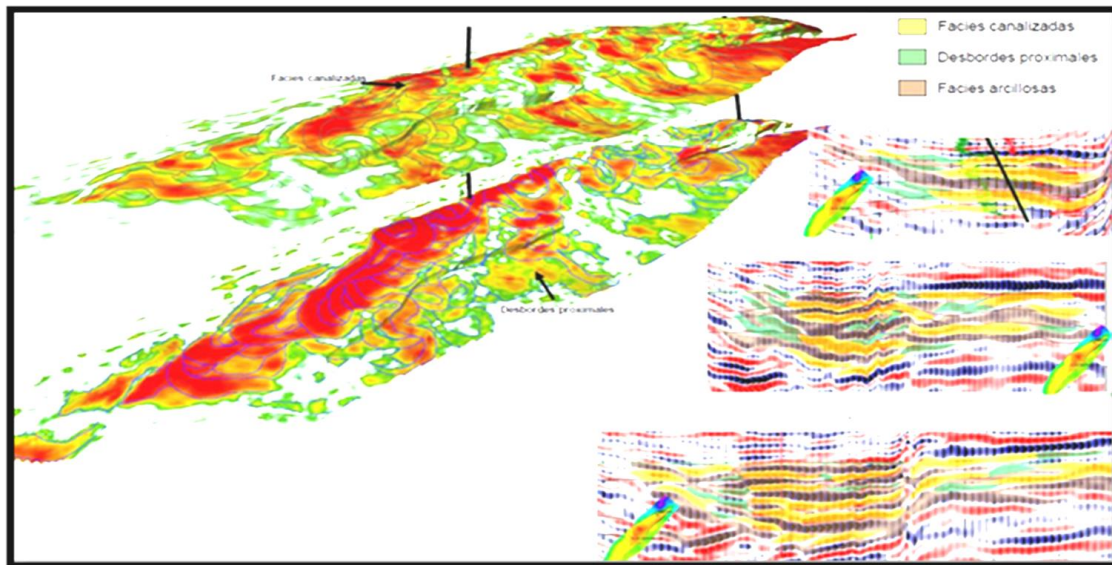 Facies canalizadas
Desbordes proximales
Facies arcillosas
Facies canalizadas
Desbordes proximales